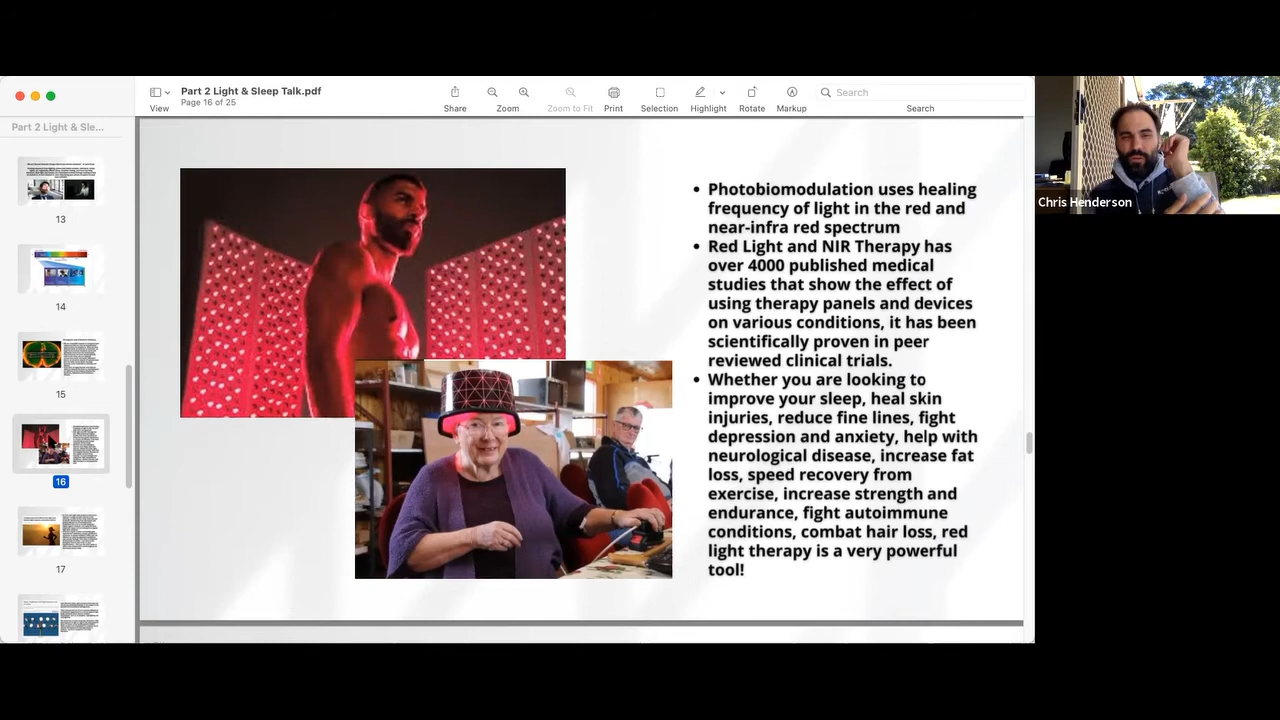 Part 2 Light & Sleep Talk.pdf
Page 16 of 25
View
Share
Zoom
Zoom to Fit
Print
Selection
Highlight
Rotate
Markup
Search
Search
Part 2 Light & Sle...
13
14
15
16
17
• Photobiomodulation uses healing
frequency of light in the red and
near-infra red spectrum
• Red Light and NIR Therapy has
over 4000 published medical
studies that show the effect of
using therapy panels and devices
on various conditions, it has been
scientifically proven in peer
reviewed clinical trials.
• Whether you are looking to
improve your sleep, heal skin
injuries, reduce fine lines, fight
depression and anxiety, help with
neurological disease, increase fat
loss, speed recovery from
exercise, increase strength and
endurance, fight autoimmune
conditions, combat hair loss, red
light therapy is a very powerful
tool!
Chris Henderson